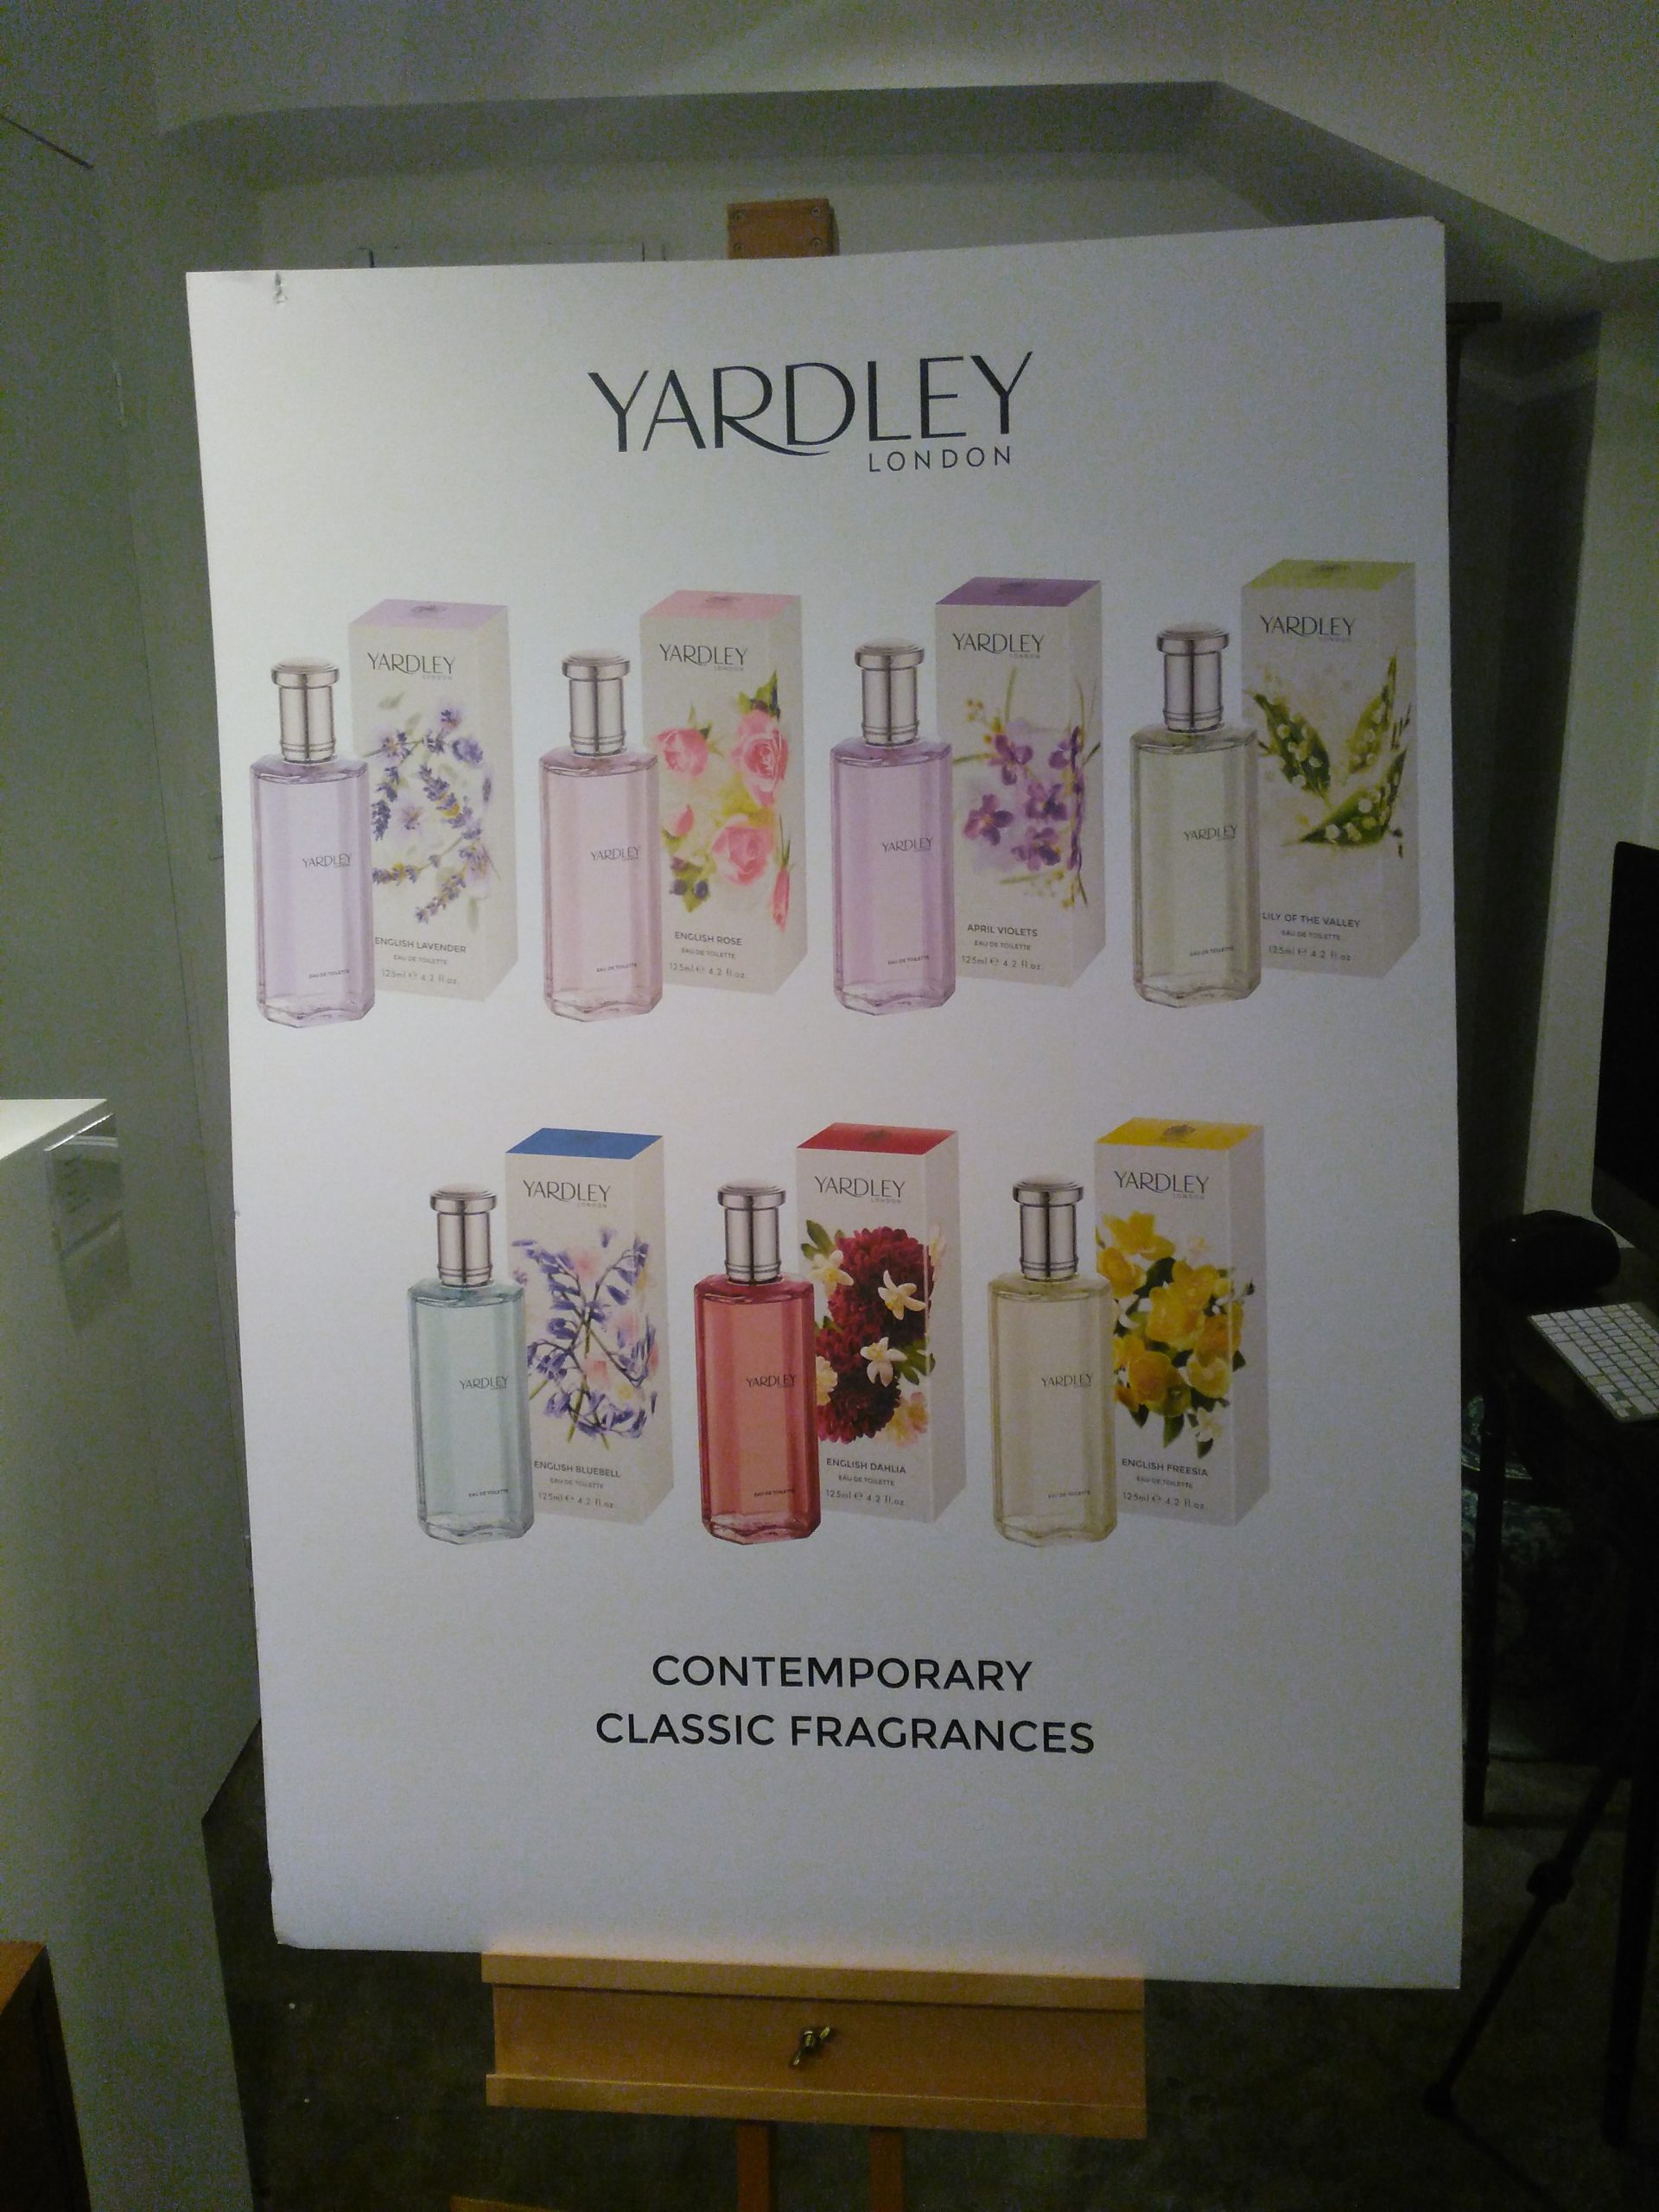 YARDLEY
LONDON
YARDLEY
LONDON
YARDLEY
ENGLISH LAVENDER
EAU DE TOILETTE
125ml e 4.2 fl.oz.
EAU DE TOILETTE
YARDLEY
LONDON
YARDLEY
ENGLISH ROSE
EAU DE TOILETTE
125ml e 4.2 fl.oz.
EAU DE TOILETTE
YARDLEY
LONDON
YARDLEY
APRIL VIOLETS
EAU DE TOILETTE
125ml e 4.2 fl.oz.
EAU DE TOILETTE
YARDLEY
LONDON
YARDLEY
LILY OF THE VALLEY
EAU DE TOILETTE
125ml e 4.2 fl.oz.
EAU DE TOILETTE
YARDLEY
LONDON
YARDLEY
ENGLISH BLUEBELL
EAU DE TOILETTE
125ml e 4.2 fl.oz.
EAU DE TOILETTE
YARDLEY
LONDON
YARDLEY
ENGLISH DAHLIA
EAU DE TOILETTE
125ml e 4.2 fl.oz.
EAU DE TOILETTE
YARDLEY
LONDON
YARDLEY
ENGLISH FREESIA
EAU DE TOILETTE
125ml e 4.2 fl.oz.
EAU DE TOILETTE
CONTEMPORARY
CLASSIC FRAGRANCES